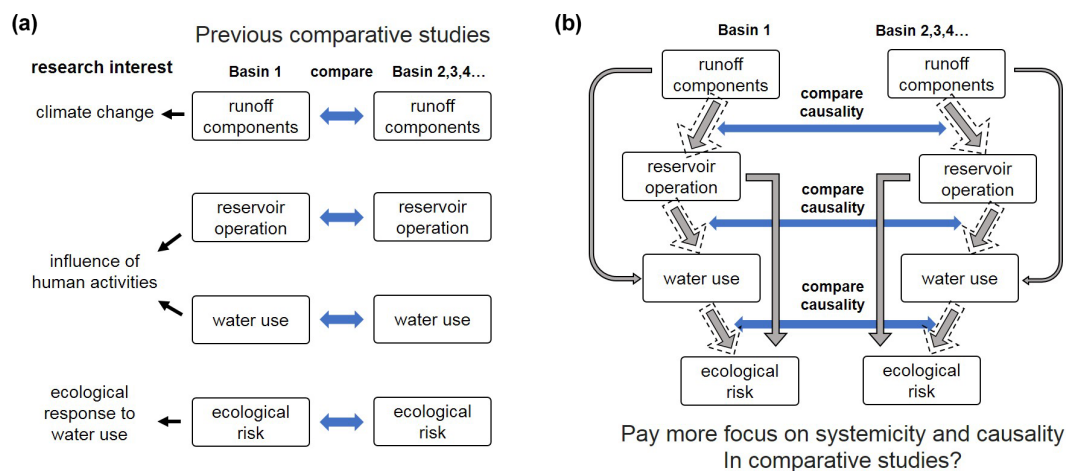 (a)
Previous comparative studies
research interest
Basin 1
compare
Basin 2,3,4...
climate change
runoff
components
runoff
components
reservoir
operation
reservoir
operation
influence of
human activities
water use
water use
ecological
response to
water use
ecological
risk
ecological
risk
(b)
Basin 1
Basin 2,3,4...
runoff
components
runoff
components
compare
causality
reservoir
operation
reservoir
operation
compare
causality
water use
water use
compare
causality
ecological
risk
ecological
risk
Pay more focus on systemicity and causality
In comparative studies?